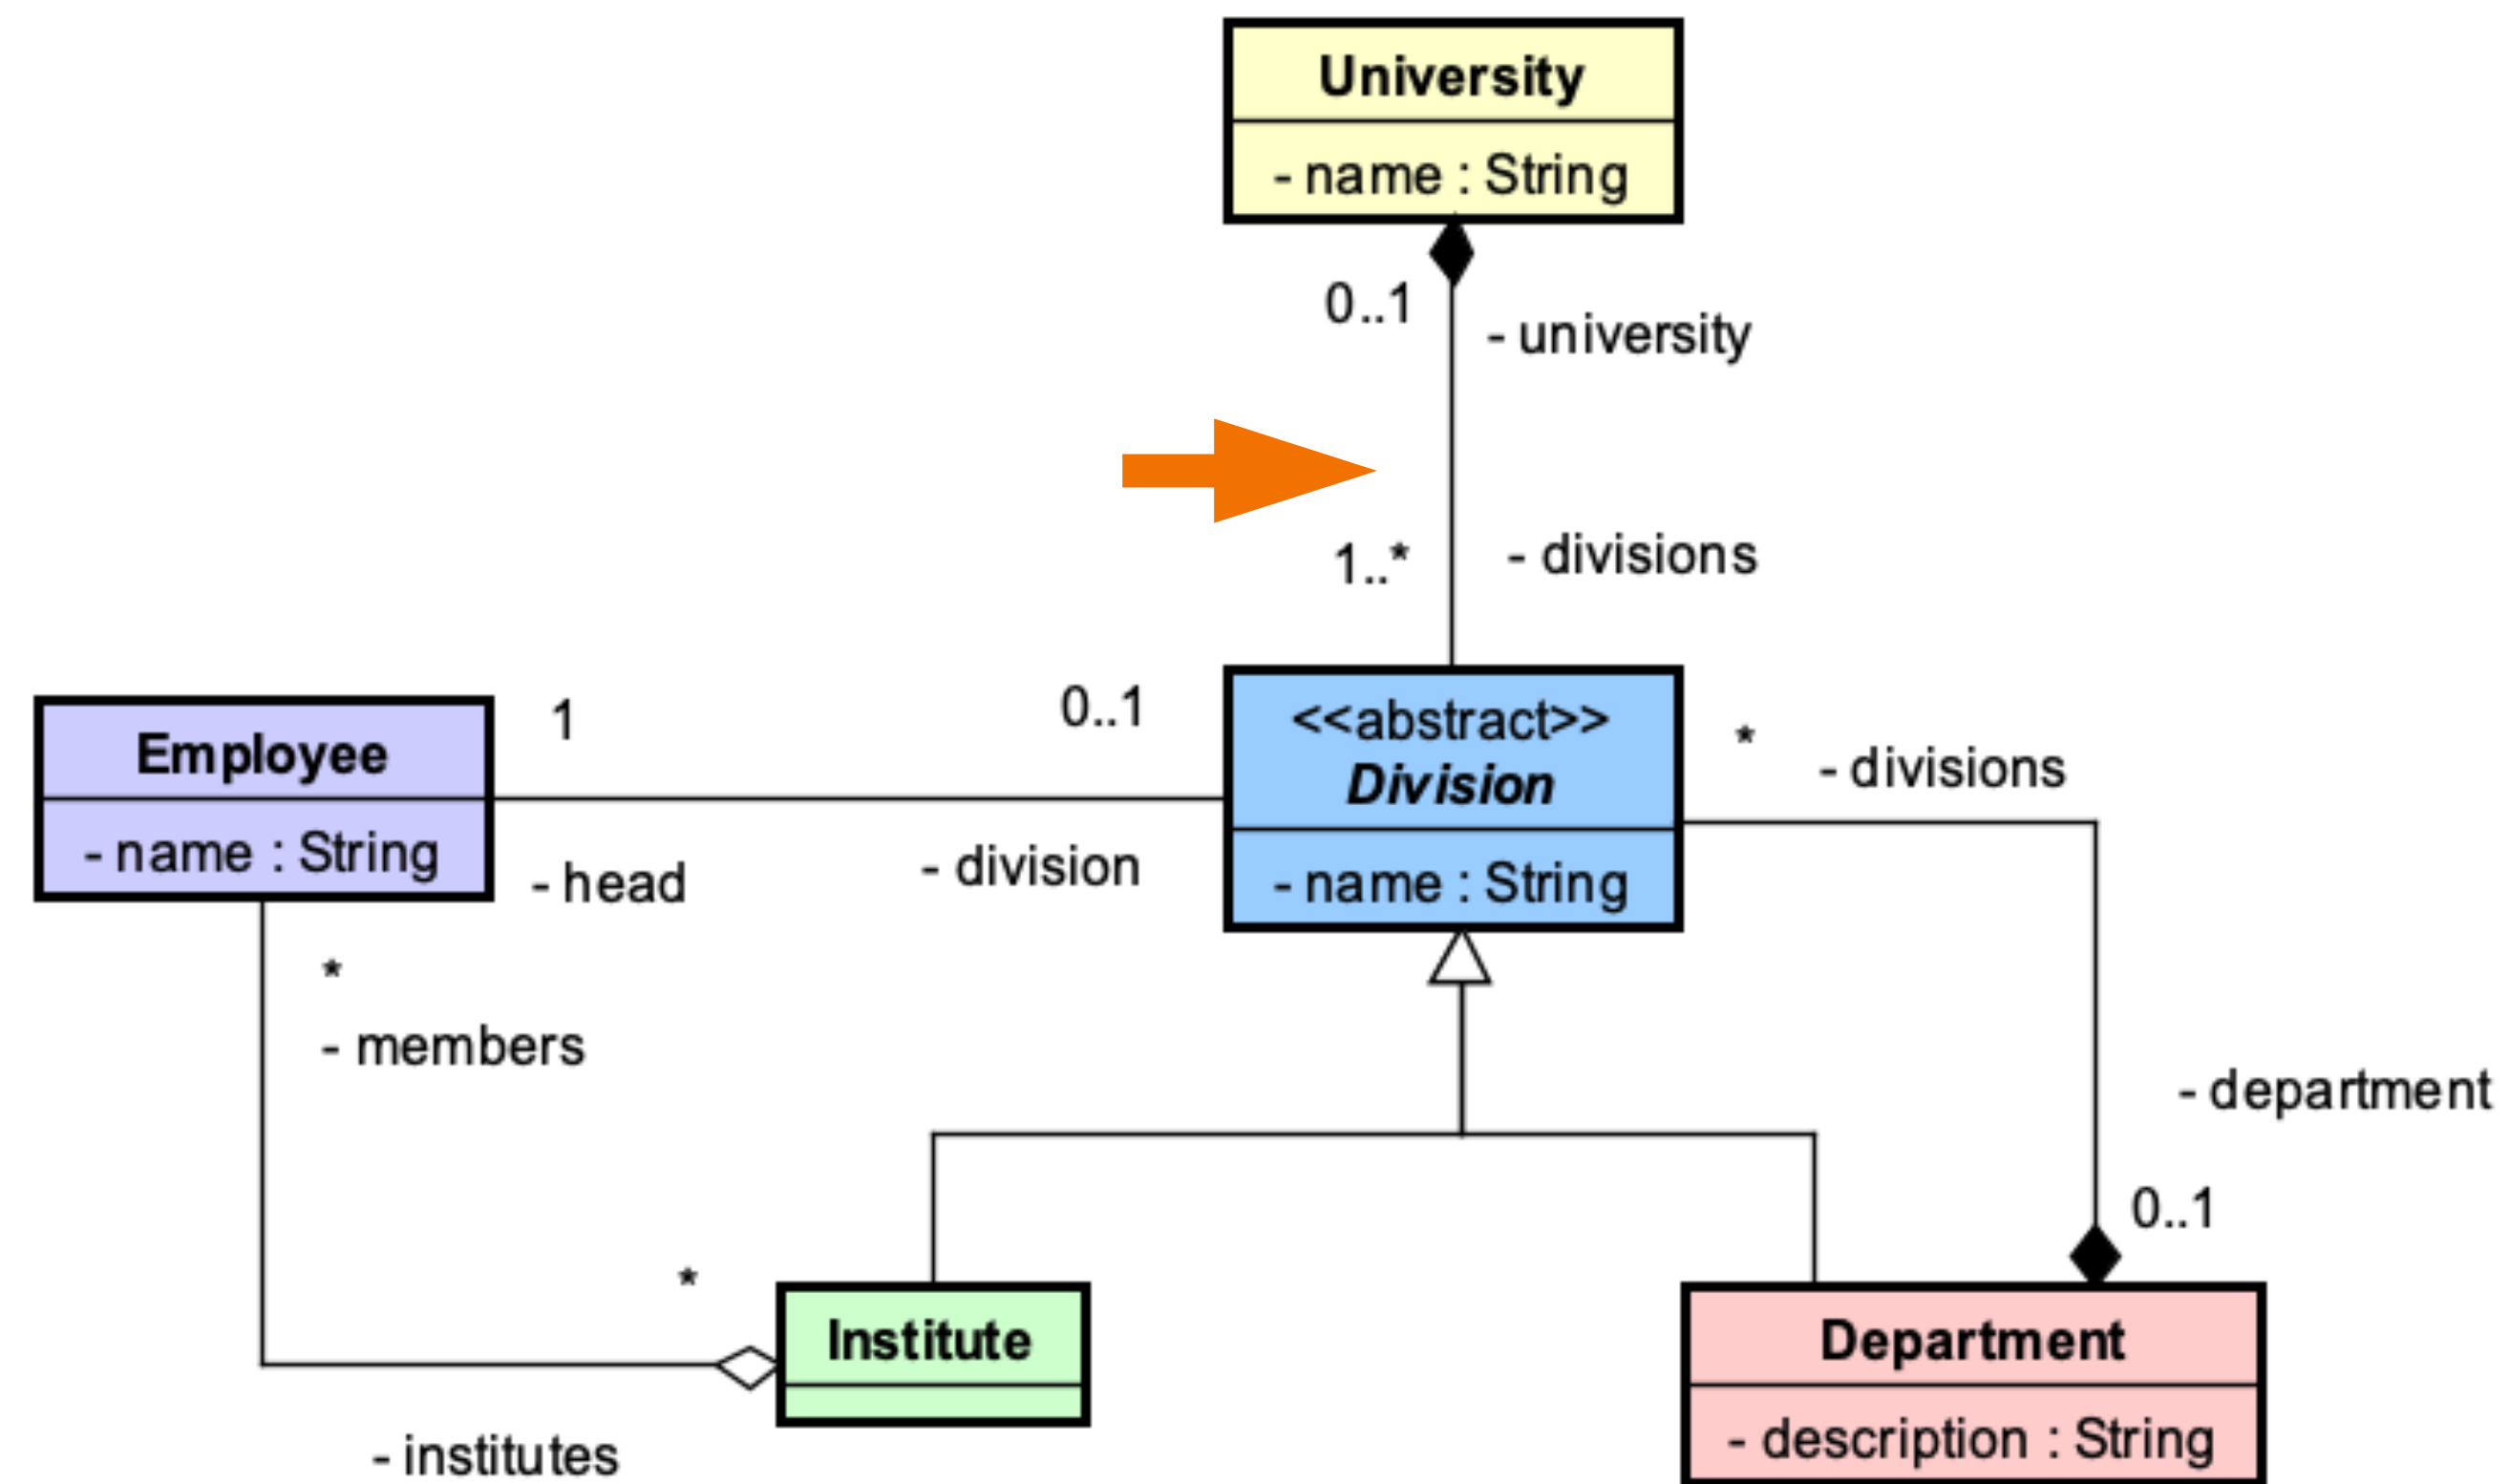 University
- name : String
0..1
- university
1..*
- divisions
Employee
- name : String
1
- head
0..1
- division
<<abstract>>
Division
- name : String
*
- divisions
*
- members
- department
0..1
*
- institutes
Institute
Department
- description : String